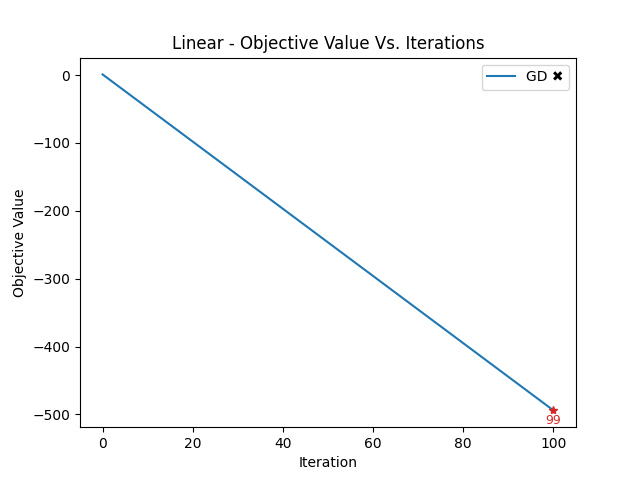 Linear - Objective Value Vs. Iterations
GD ✖
0
−100
−200
−300
−400
−500
Objective Value
99
0 20 40 60 80 100
Iteration